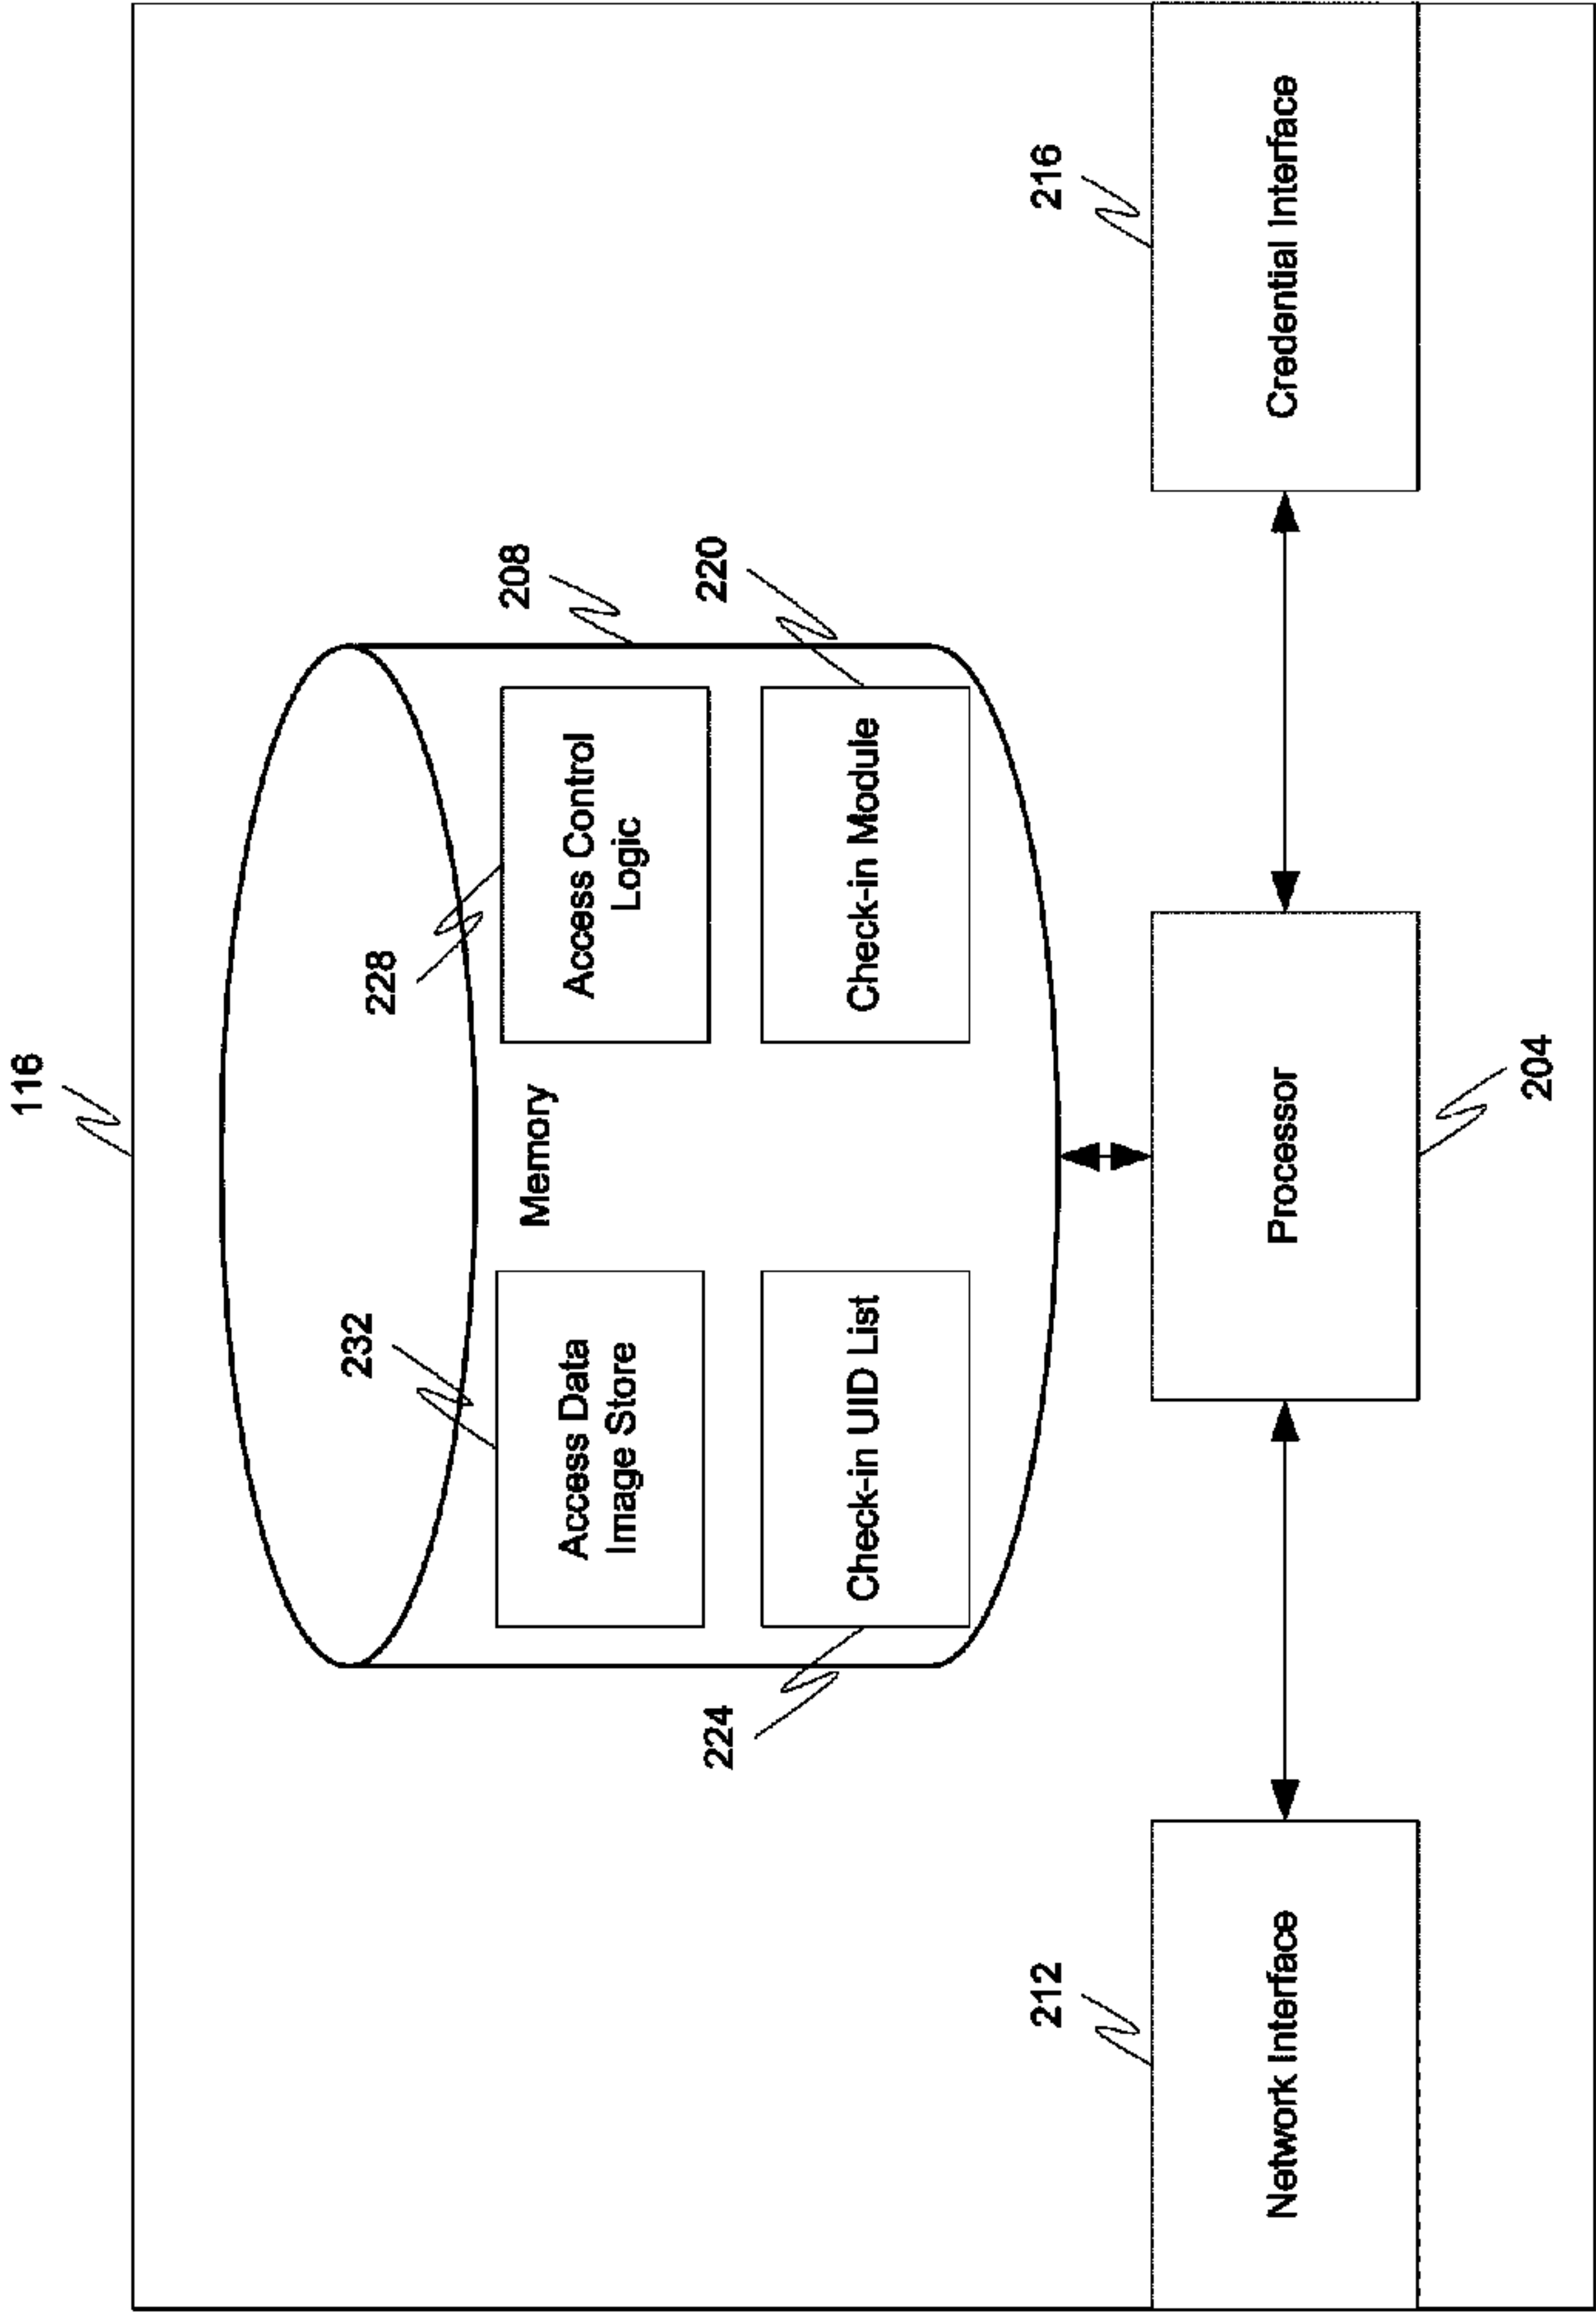 116
232
228
208
Memory
Access Data
Image Store
Access Control
Logic
224
220
Check-in UID List
Check-in Module
212
216
Network Interface
Processor
Credential Interface
204